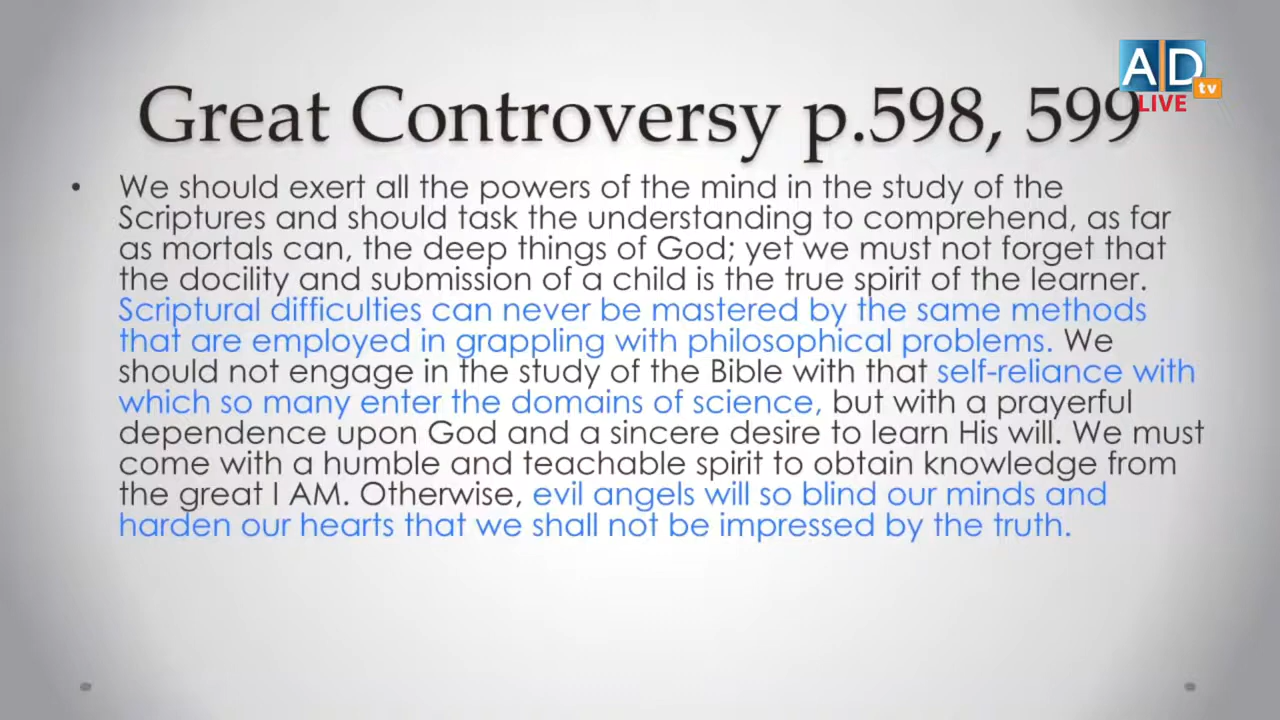 A|D
tv
LIVE
Great Controversy p.598, 599
• We should exert all the powers of the mind in the study of the
Scriptures and should task the understanding to comprehend, as far
as mortals can, the deep things of God; yet we must not forget that
the docility and submission of a child is the true spirit of the learner.
Scriptural difficulties can never be mastered by the same methods
that are employed in grappling with philosophical problems. We
should not engage in the study of the Bible with that self-reliance with
which so many enter the domains of science, but with a prayerful
dependence upon God and a sincere desire to learn His will. We must
come with a humble and teachable spirit to obtain knowledge from
the great I AM. Otherwise, evil angels will so blind our minds and
harden our hearts that we shall not be impressed by the truth.